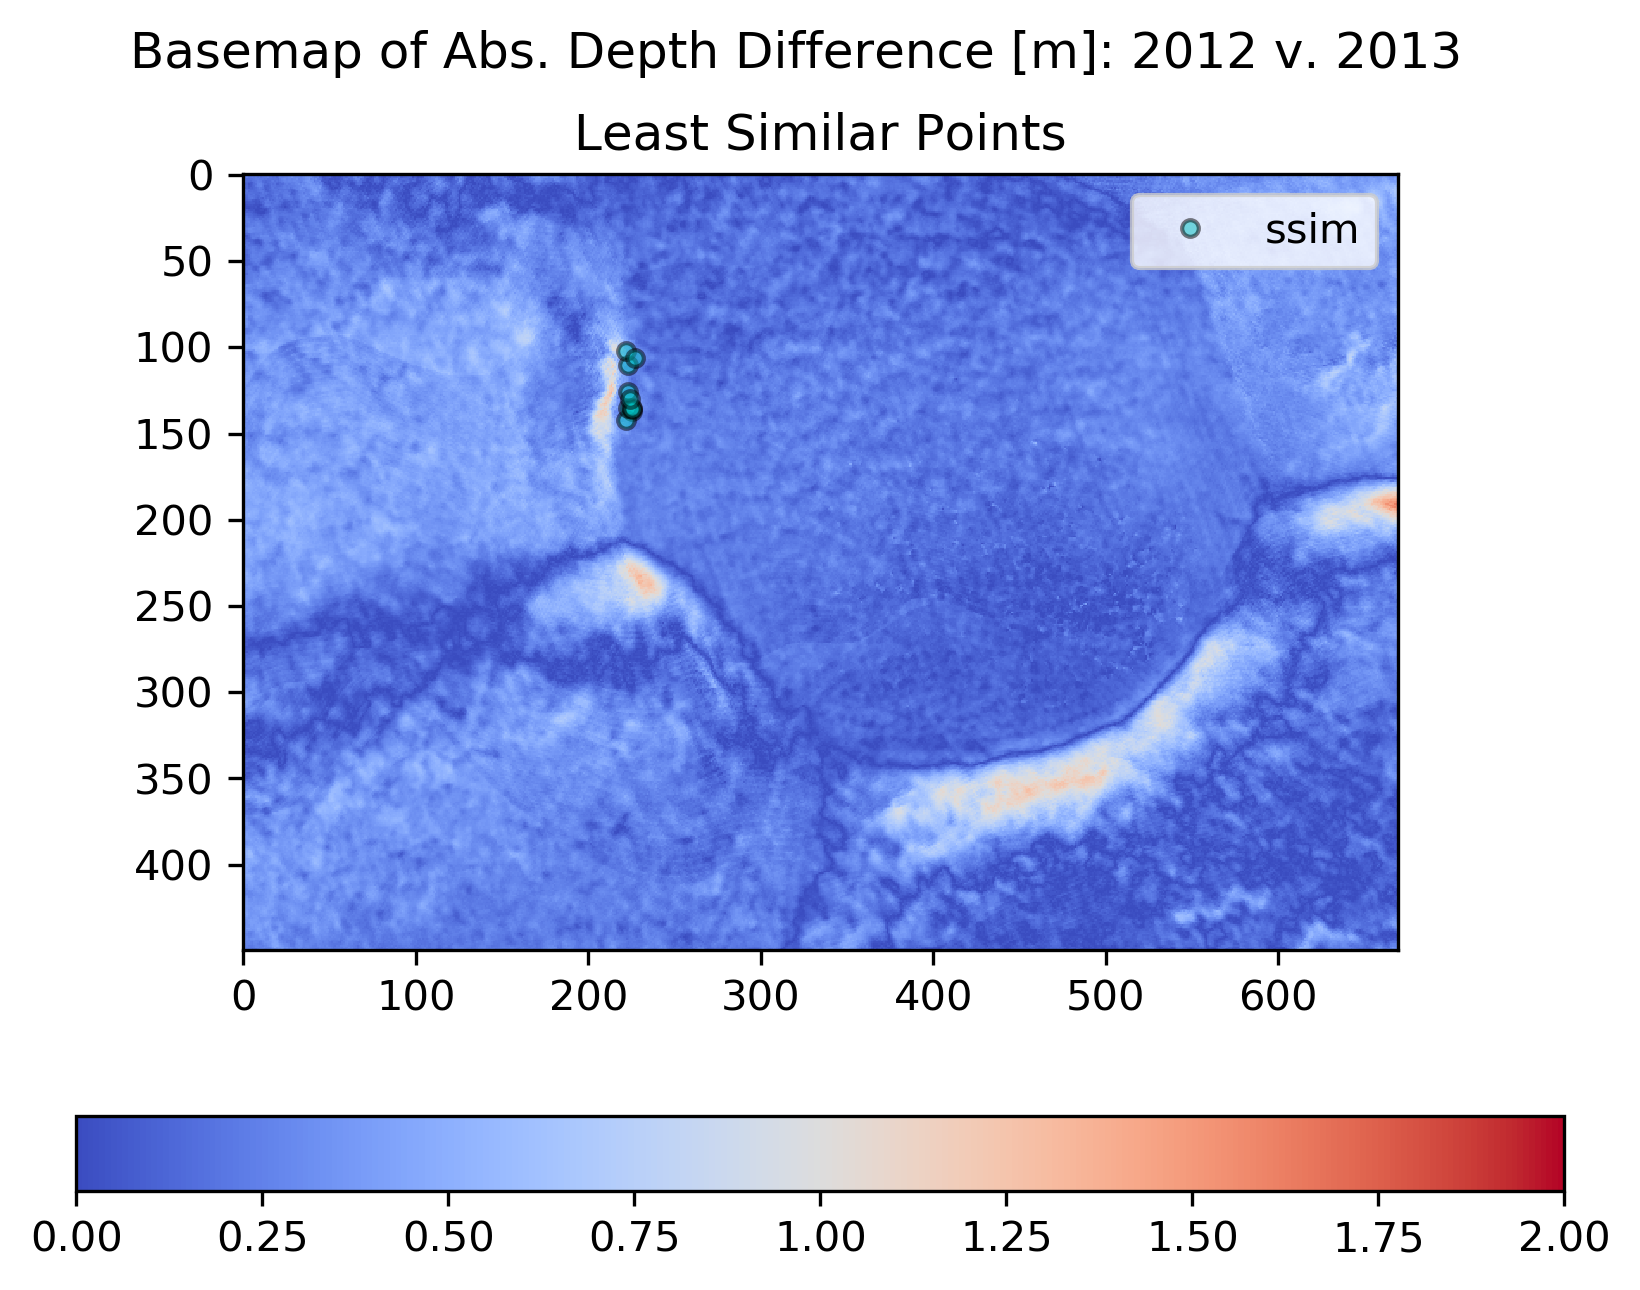 Basemap of Abs. Depth Difference [m]: 2012 v. 2013
Least Similar Points
ssim
0
50
100
150
200
250
300
350
400
0 100 200 300 400 500 600
0.00 0.25 0.50 0.75 1.00 1.25 1.50 1.75 2.00